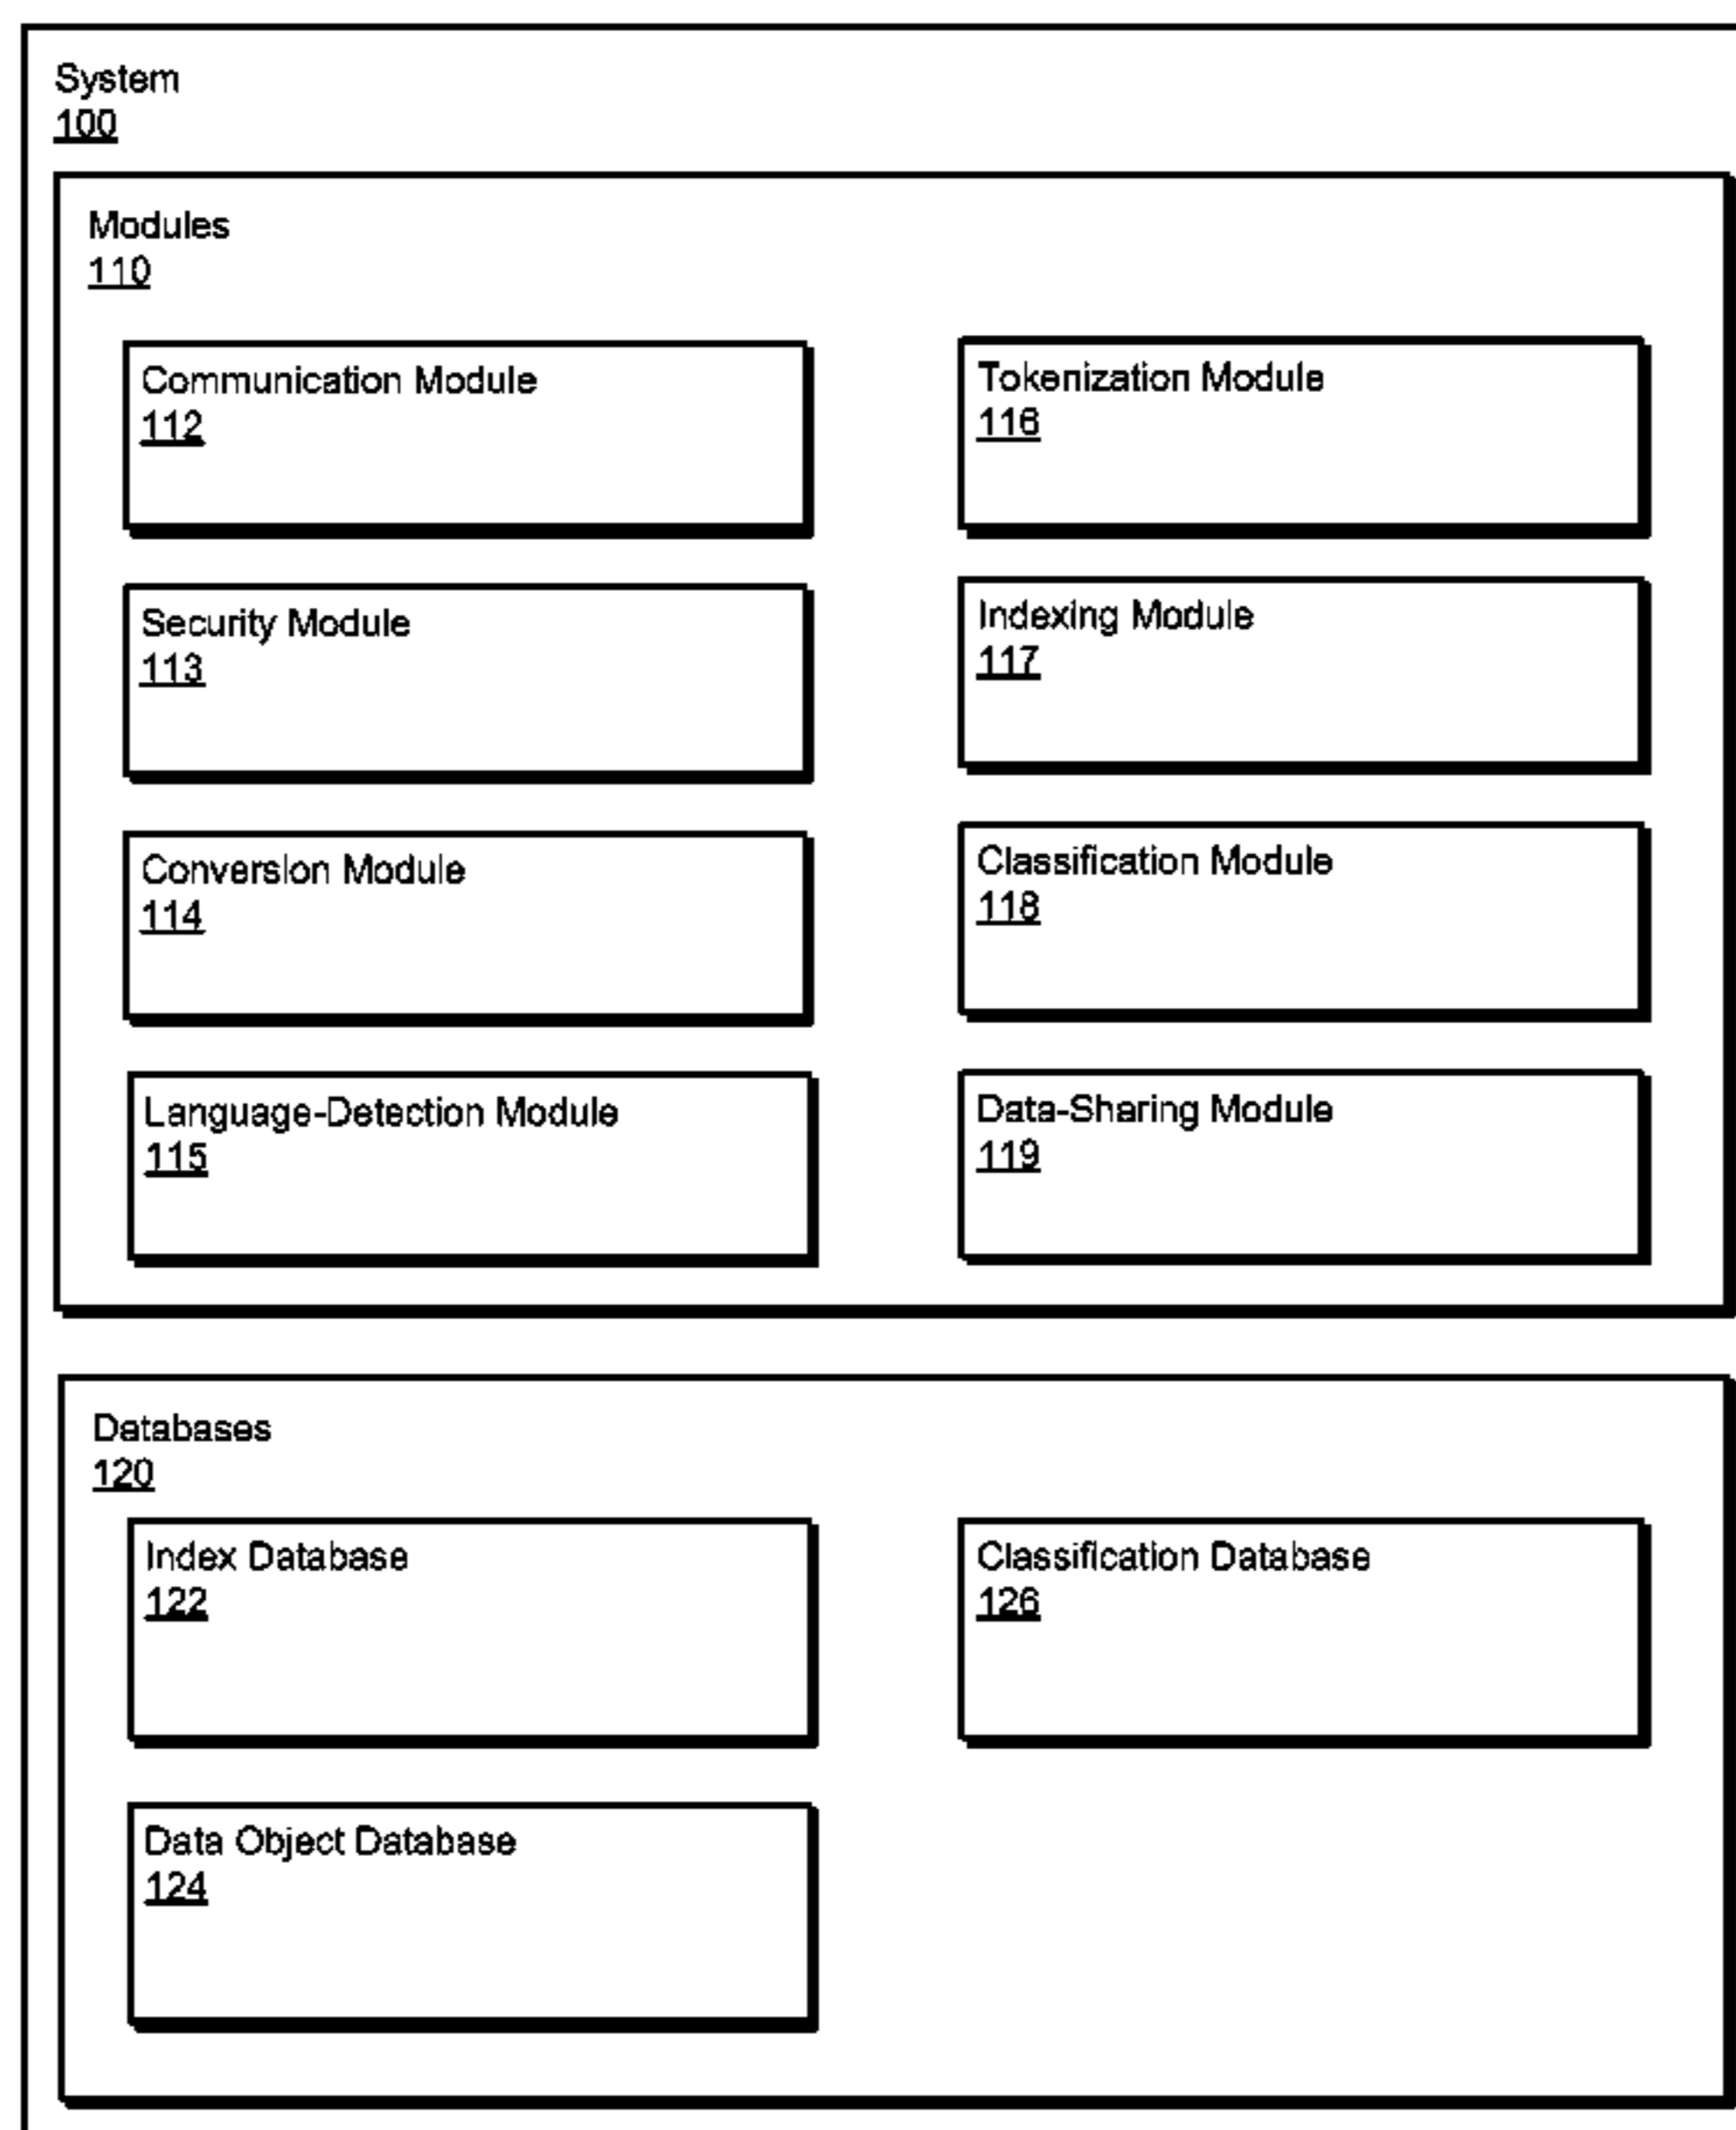 System
100
Modules
110
Communication Module
112
Security Module
113
Conversion Module
114
Language-Detection Module
115
Tokenization Module
116
Indexing Module
117
Classification Module
118
Data-Sharing Module
119
Databases
120
Index Database
122
Data Object Database
124
Classification Database
126